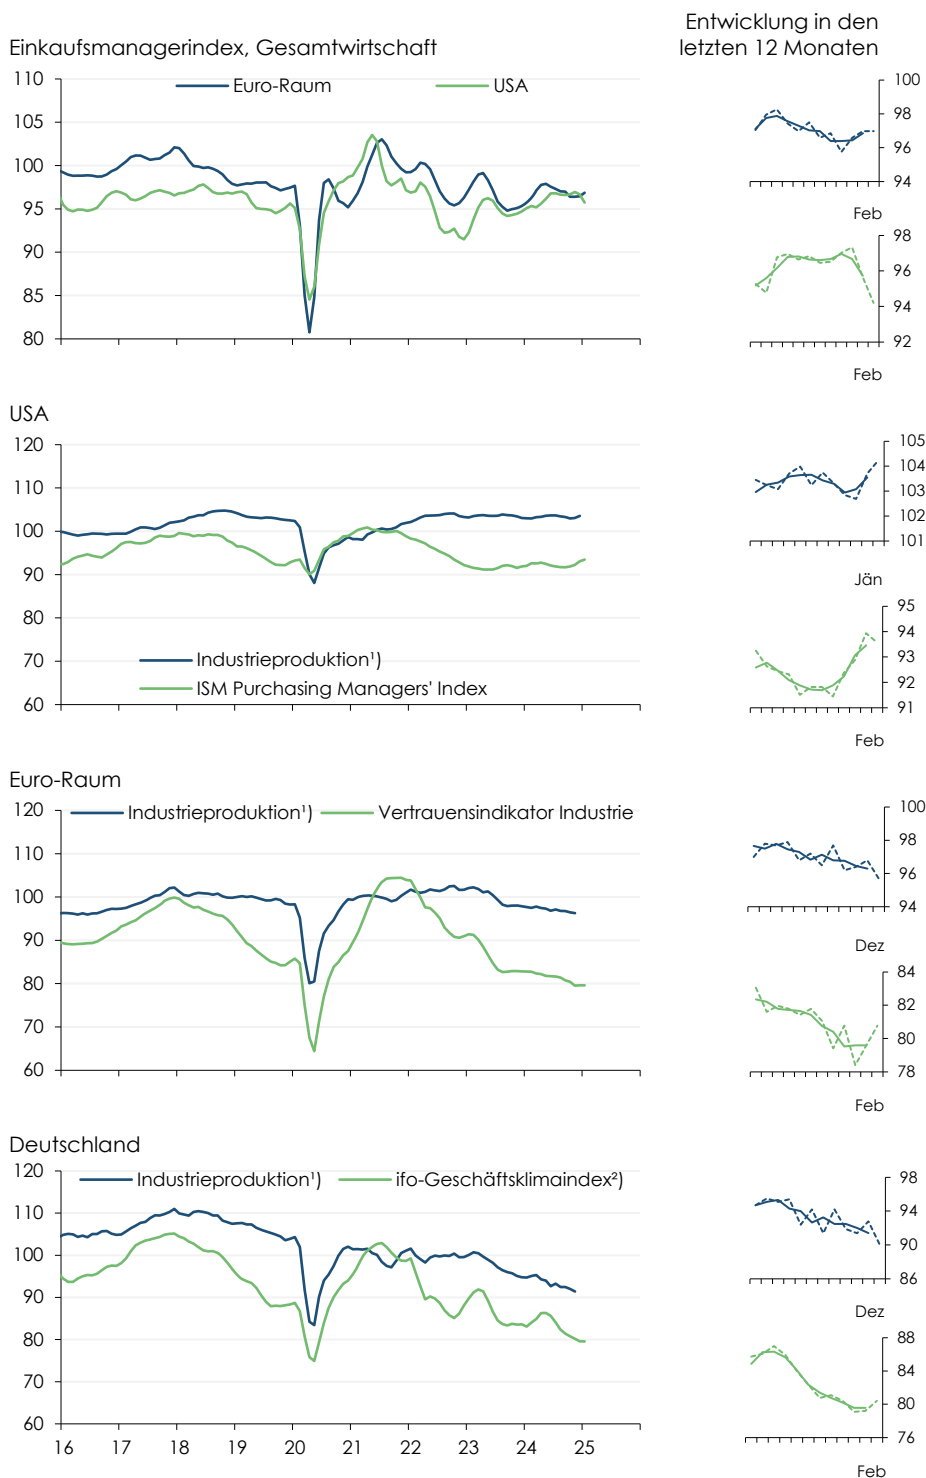 Entwicklung in den
letzten 12 Monaten
Einkaufsmanagerindex, Gesamtwirtschaft
110
105
100
95
90
85
80
Euro-Raum
USA
100
98
96
94
Feb
98
96
94
92
Feb
USA
120
110
100
90
80
70
60
Industrieproduktion¹)
ISM Purchasing Managers' Index
105
104
103
102
101
Jän
95
94
93
92
91
Feb
Euro-Raum
120
110
100
90
80
70
60
Industrieproduktion¹)
Vertrauensindikator Industrie
100
98
96
94
Dez
84
82
80
78
Feb
Deutschland
120
110
100
90
80
70
60
Industrieproduktion¹)
ifo-Geschäftsklimaindex²)
16 17 18 19 20 21 22 23 24 25
98
94
90
86
Dez
88
84
80
76
Feb